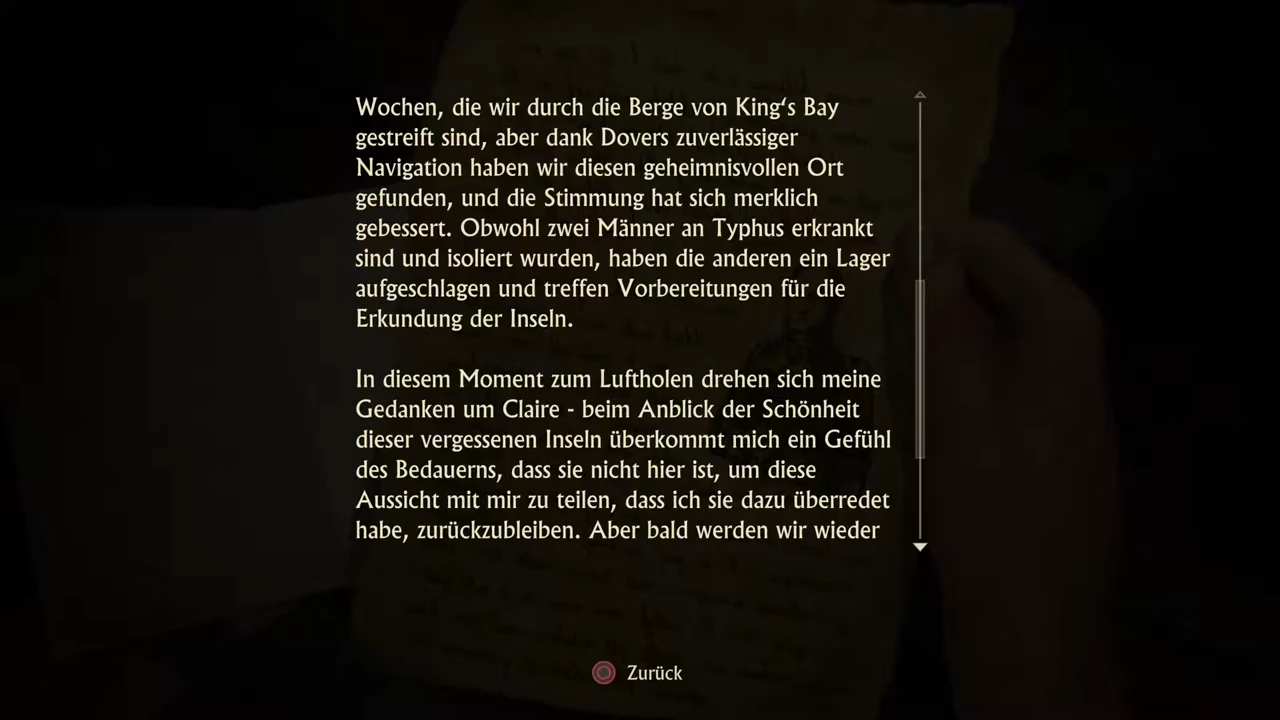 Wochen, die wir durch die Berge von King‘s Bay
gestreift sind, aber dank Dovers zuverlässiger
Navigation haben wir diesen geheimnisvollen Ort
gefunden, und die Stimmung hat sich merklich
gebessert. Obwohl zwei Männer an Typhus erkrankt
sind und isoliert wurden, haben die anderen ein Lager
aufgeschlagen und treffen Vorbereitungen für die
Erkundung der Inseln.

In diesem Moment zum Luftholen drehen sich meine
Gedanken um Claire - beim Anblick der Schönheit
dieser vergessenen Inseln überkommt mich ein Gefühl
des Bedauerns, dass sie nicht hier ist, um diese
Aussicht mit mir zu teilen, dass ich sie dazu überredet
habe, zurückzubleiben. Aber bald werden wir wieder
Zurück